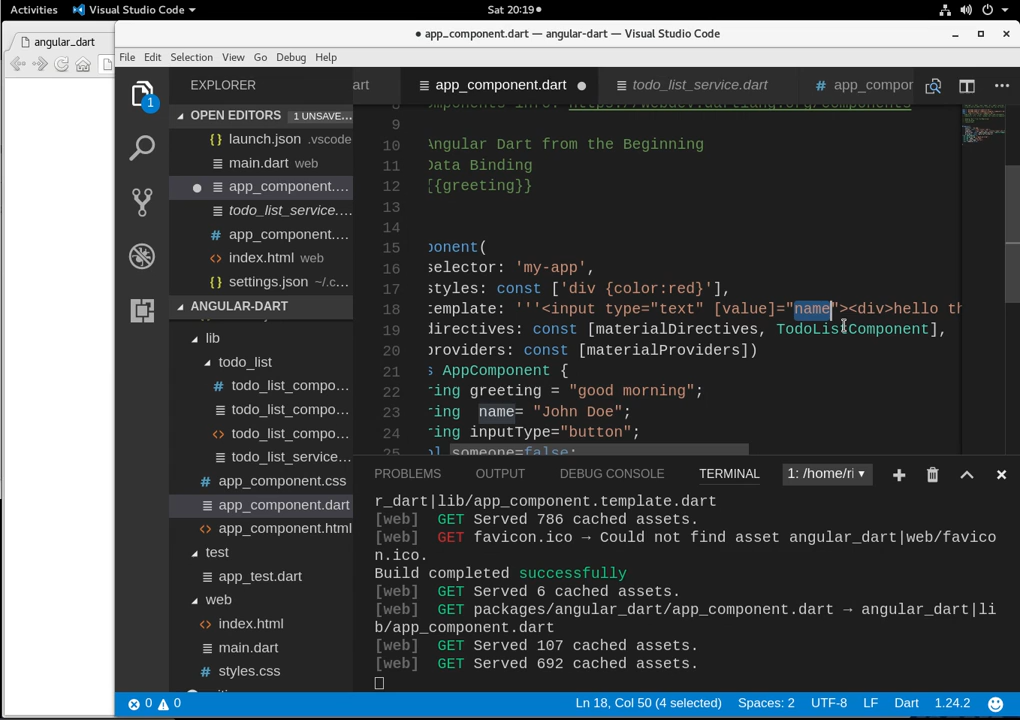 Activities Visual Studio Code Sat 20:19
angular_dart
app_component.dart — angular-dart — Visual Studio Code
File Edit Selection View Go Debug Help
1
EXPLORER
OPEN EDITORS 1 UNSAVE...
launch.json .vscode
main.dart web
app_component....
todo_list_service....
app_component....
index.html web
settings.json ~/.c...
ANGULAR-DART
lib
todo_list
todo_list_compo...
todo_list_compo...
todo_list_compo...
todo_list_service...
app_component.css
app_component.dart
app_component.html
test
app_test.dart
web
index.html
main.dart
styles.css
art app_component.dart todo_list_service.dart app_compor
8 omponents info: https://webdev.dartlang.org/components
9
10 Angular Dart from the Beginning
11 Data Binding
12 {{greeting}}
13
14
15 ponent(
16 selector: 'my-app',
17 styles: const ['div {color:red}'],
18 template: '''<input type="text" [value]="name"><div>hello th
19 directives: const [materialDirectives, TodoListComponent],
20 providers: const [materialProviders])
21 s AppComponent {
22 ring greeting = "good morning";
23 ring name= "John Doe";
24 ring inputType="button";
25 ol someone=false;
PROBLEMS OUTPUT DEBUG CONSOLE TERMINAL 1: /home/ri
r_dart|lib/app_component.template.dart
[web] GET Served 786 cached assets.
[web] GET favicon.ico → Could not find asset angular_dart|web/favico
n.ico.
Build completed successfully
[web] GET Served 6 cached assets.
[web] GET packages/angular_dart/app_component.dart → angular_dart|li
b/app_component.dart
[web] GET Served 107 cached assets.
[web] GET Served 692 cached assets.
0 0 Ln 18, Col 50 (4 selected) Spaces: 2 UTF-8 LF Dart 1.24.2